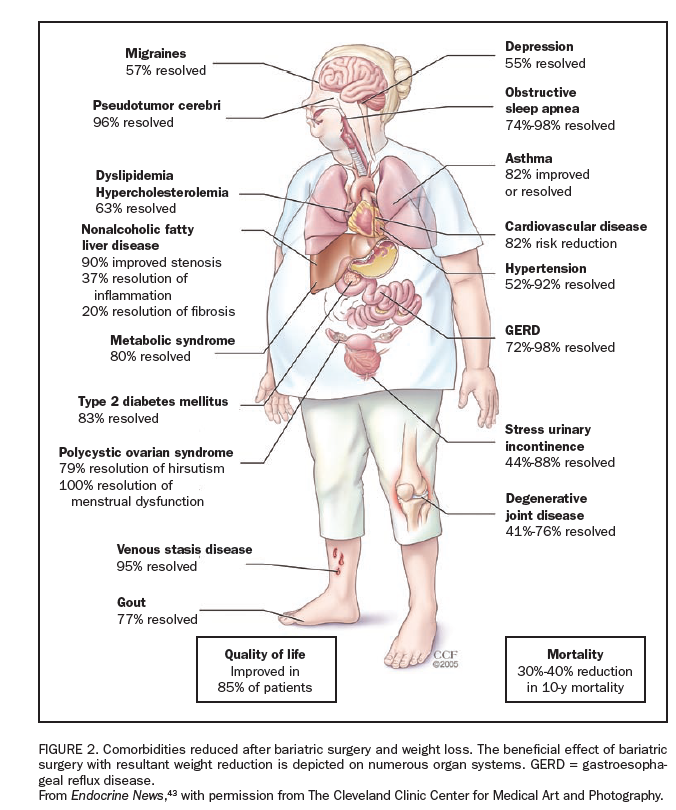 Migraines
57% resolved
Pseudotumor cerebri
96% resolved
Dyslipidemia
Hypercholesterolemia
63% resolved
Nonalcoholic fatty
liver disease
90% improved stenosis
37% resolution of
inflammation
20% resolution of fibrosis
Metabolic syndrome
80% resolved
Type 2 diabetes mellitus
83% resolved
Polycystic ovarian syndrome
79% resolution of hirsutism
100% resolution of
menstrual dysfunction
Venous stasis disease
95% resolved
Gout
77% resolved
Depression
55% resolved
Obstructive
sleep apnea
74%-98% resolved
Asthma
82% improved
or resolved
Cardiovascular disease
82% risk reduction
Hypertension
52%-92% resolved
GERD
72%-98% resolved
Stress urinary
incontinence
44%-88% resolved
Degenerative
joint disease
41%-76% resolved
Quality of life
Improved in
85% of patients
CCF
©2005
Mortality
30%-40% reduction
in 10-y mortality
FIGURE 2. Comorbidities reduced after bariatric surgery and weight loss. The beneficial effect of bariatric
surgery with resultant weight reduction is depicted on numerous organ systems. GERD = gastroesopha-
geal reflux disease.
From Endocrine News,⁴³ with permission from The Cleveland Clinic Center for Medical Art and Photography.